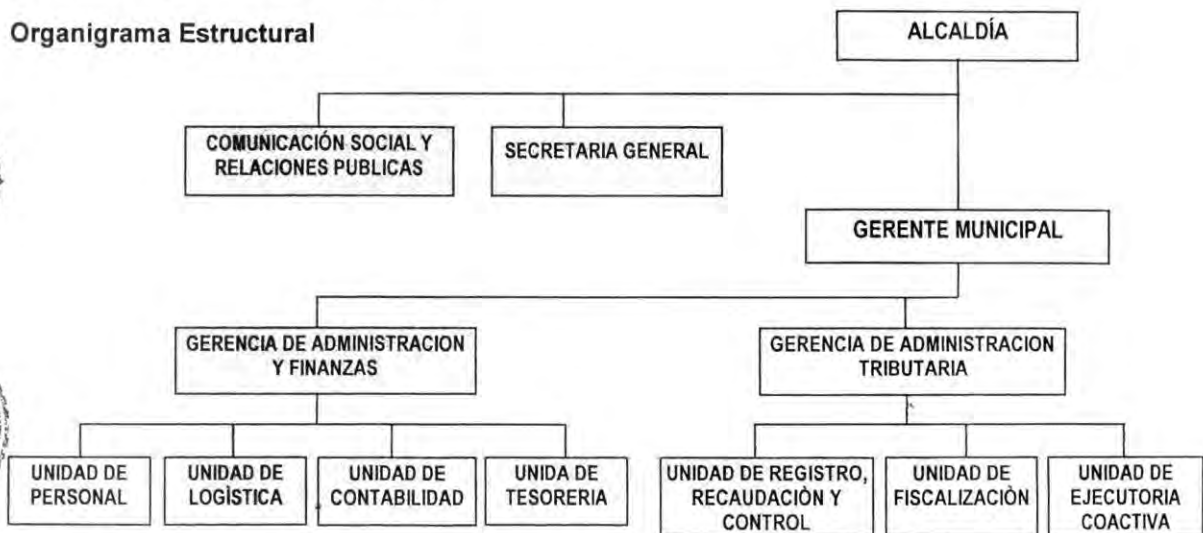 Organigrama Estructural
ALCALDÍA
COMUNICACIÓN SOCIAL Y
RELACIONES PUBLICAS
SECRETARIA GENERAL
GERENTE MUNICIPAL
GERENCIA DE ADMINISTRACION
Y FINANZAS
GERENCIA DE ADMINISTRACION
TRIBUTARIA
UNIDAD DE
PERSONAL
UNIDAD DE
LOGÌSTICA
UNIDAD DE
CONTABILIDAD
UNIDA DE
TESORERIA
UNIDAD DE REGISTRO,
RECAUDACIÒN Y
CONTROL
UNIDAD DE
FISCALIZACIÒN
UNIDAD DE
EJECUTORIA
COACTIVA